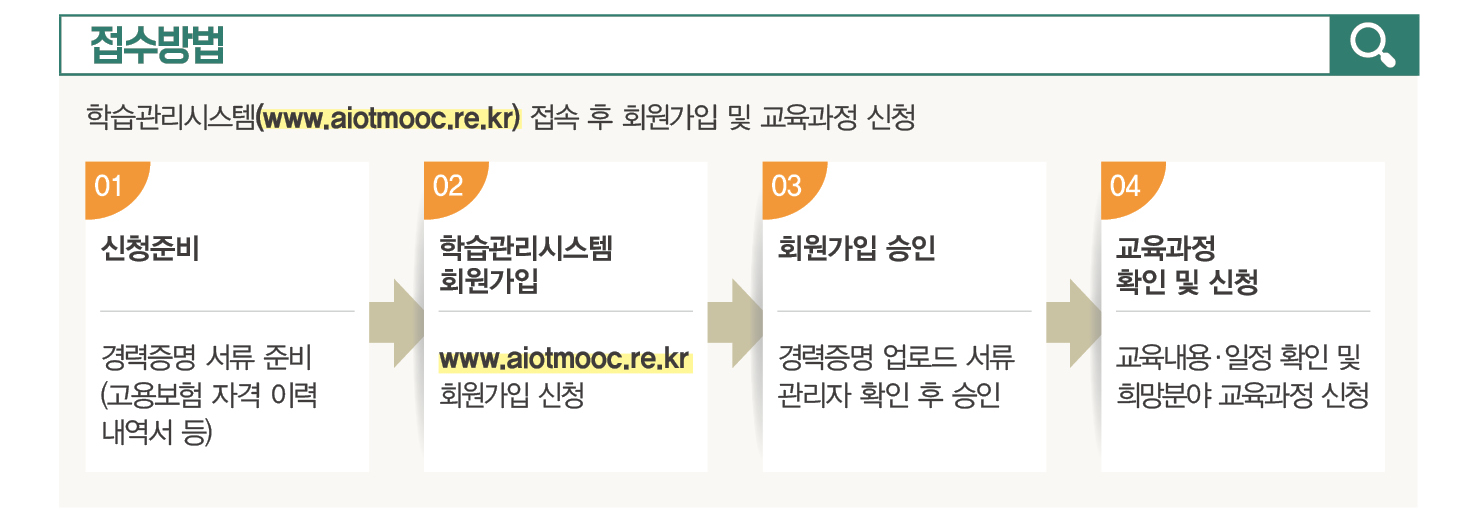 접수방법
학습관리시스템(www.aiotmooc.re.kr) 접속 후 회원가입 및 교육과정 신청
01
신청준비
경력증명 서류 준비
(고용보험 자격 이력
내역서 등)
02
학습관리시스템
회원가입
www.aiotmooc.re.kr
회원가입 신청
03
회원가입 승인
경력증명 업로드 서류
관리자 확인 후 승인
04
교육과정
확인 및 신청
교육내용·일정 확인 및
희망분야 교육과정 신청